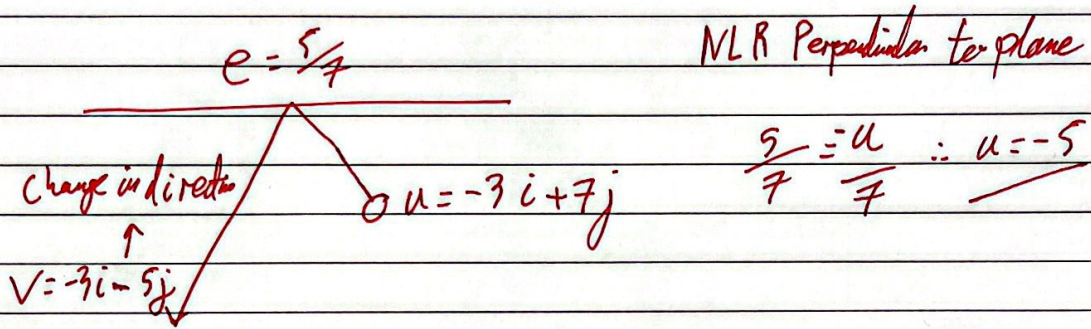 NLR Perpendicular to plane
e = 5/7
5/7 = u/7 ∴ u = -5
Change in direction
↑
u = -3i + 7j
V = -3i - 5j